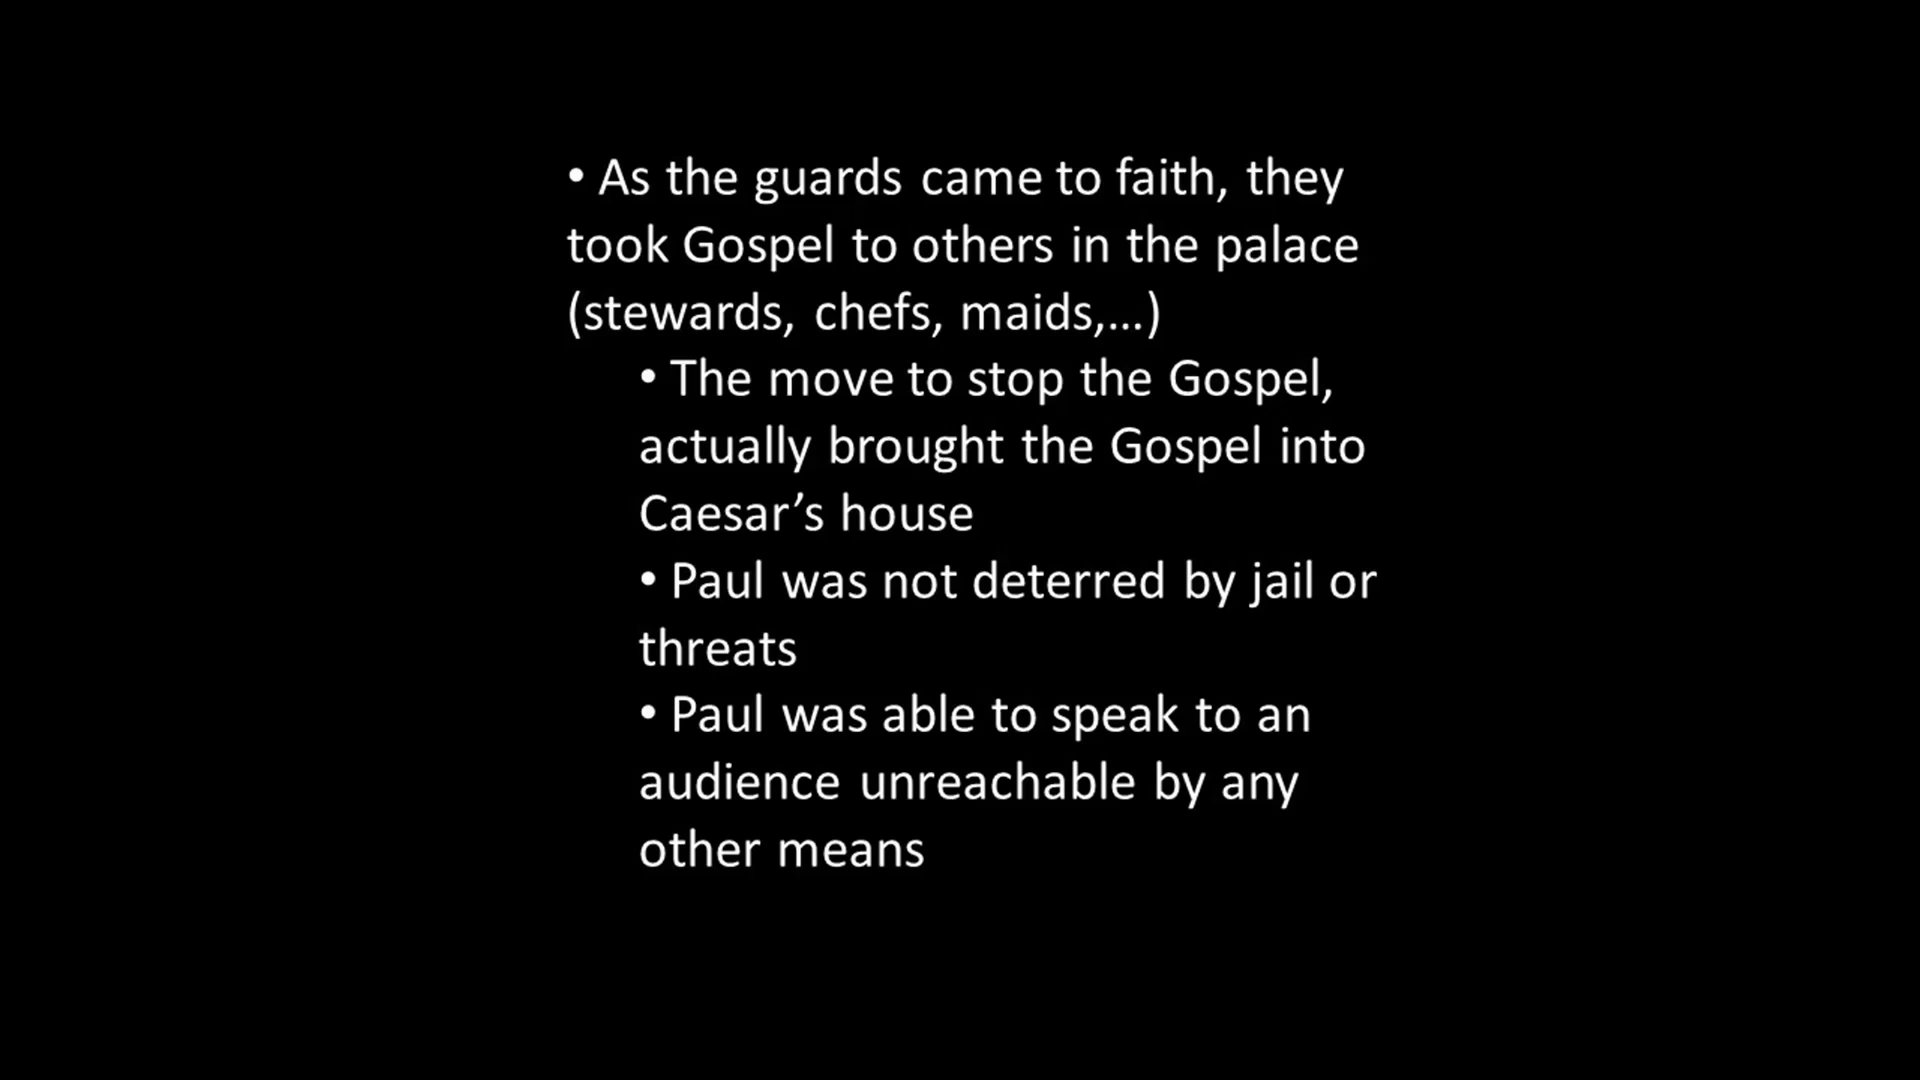 • As the guards came to faith, they
took Gospel to others in the palace
(stewards, chefs, maids,...)
• The move to stop the Gospel,
actually brought the Gospel into
Caesar’s house
• Paul was not deterred by jail or
threats
• Paul was able to speak to an
audience unreachable by any
other means